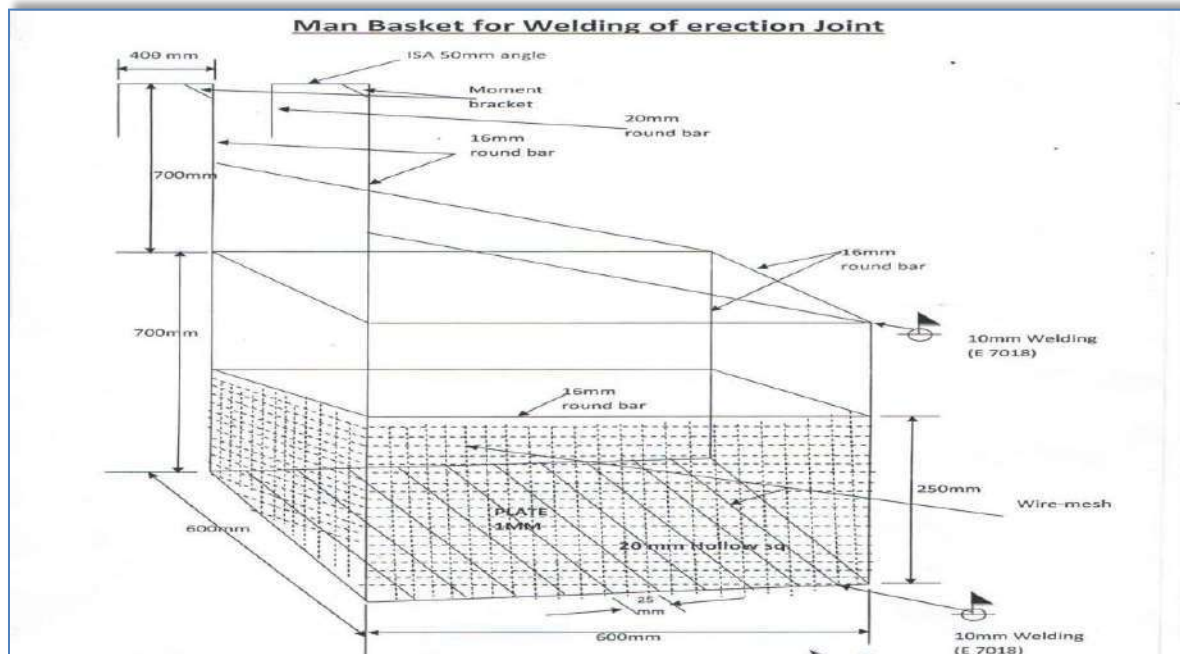 Man Basket for Welding of erection Joint
400 mm
ISA 50mm angle
Moment
bracket
20mm
round bar
16mm
round bar
700mm
16mm
round bar
700mm
10mm Welding
(E 7018)
16mm
round bar
250mm
Wire-mesh
PLATE
1MM
600mm
20 mm Hollow sq
25
mm
600mm
10mm Welding
(E 7018)